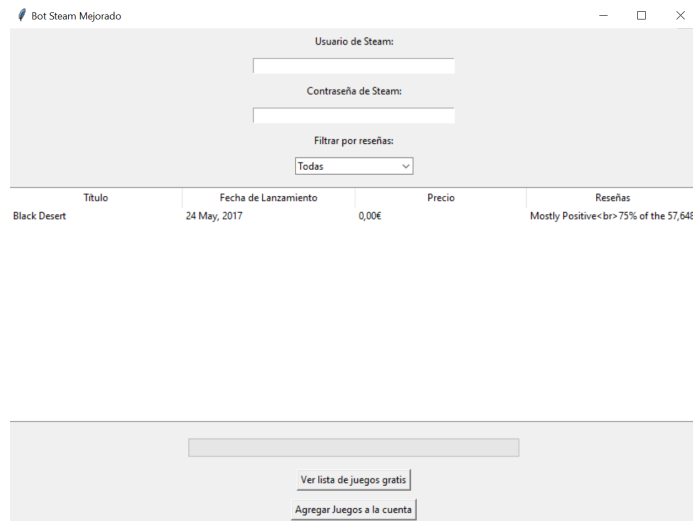 Bot Steam Mejorado
Usuario de Steam:
Contraseña de Steam:
Filtrar por reseñas:
Todas
Título Fecha de Lanzamiento Precio Reseñas
Black Desert 24 May, 2017 0,00€ Mostly Positive<br>75% of the 57,648
Ver lista de juegos gratis
Agregar Juegos a la cuenta